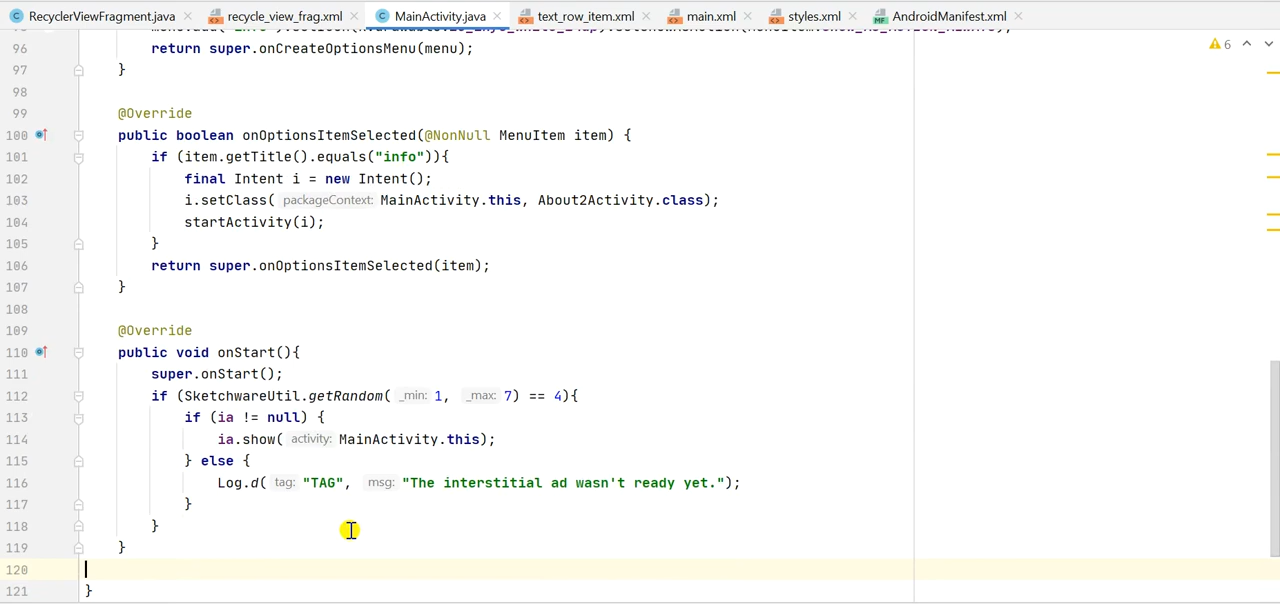 RecyclerViewFragment.java recycle_view_frag.xml MainActivity.java text_row_item.xml main.xml styles.xml AndroidManifest.xml
6
96 return super.onCreateOptionsMenu(menu);
97 }
98
99 @Override
100 public boolean onOptionsItemSelected(@NonNull MenuItem item) {
101 if (item.getTitle().equals("info")){
102 final Intent i = new Intent();
103 i.setClass( packageContext: MainActivity.this, About2Activity.class);
104 startActivity(i);
105 }
106 return super.onOptionsItemSelected(item);
107 }
108
109 @Override
110 public void onStart(){
111 super.onStart();
112 if (SketchwareUtil.getRandom( _min: 1, _max: 7) == 4){
113 if (ia != null) {
114 ia.show( activity: MainActivity.this);
115 } else {
116 Log.d( tag: "TAG", msg: "The interstitial ad wasn't ready yet.");
117 }
118 }
119 }
120
121 }